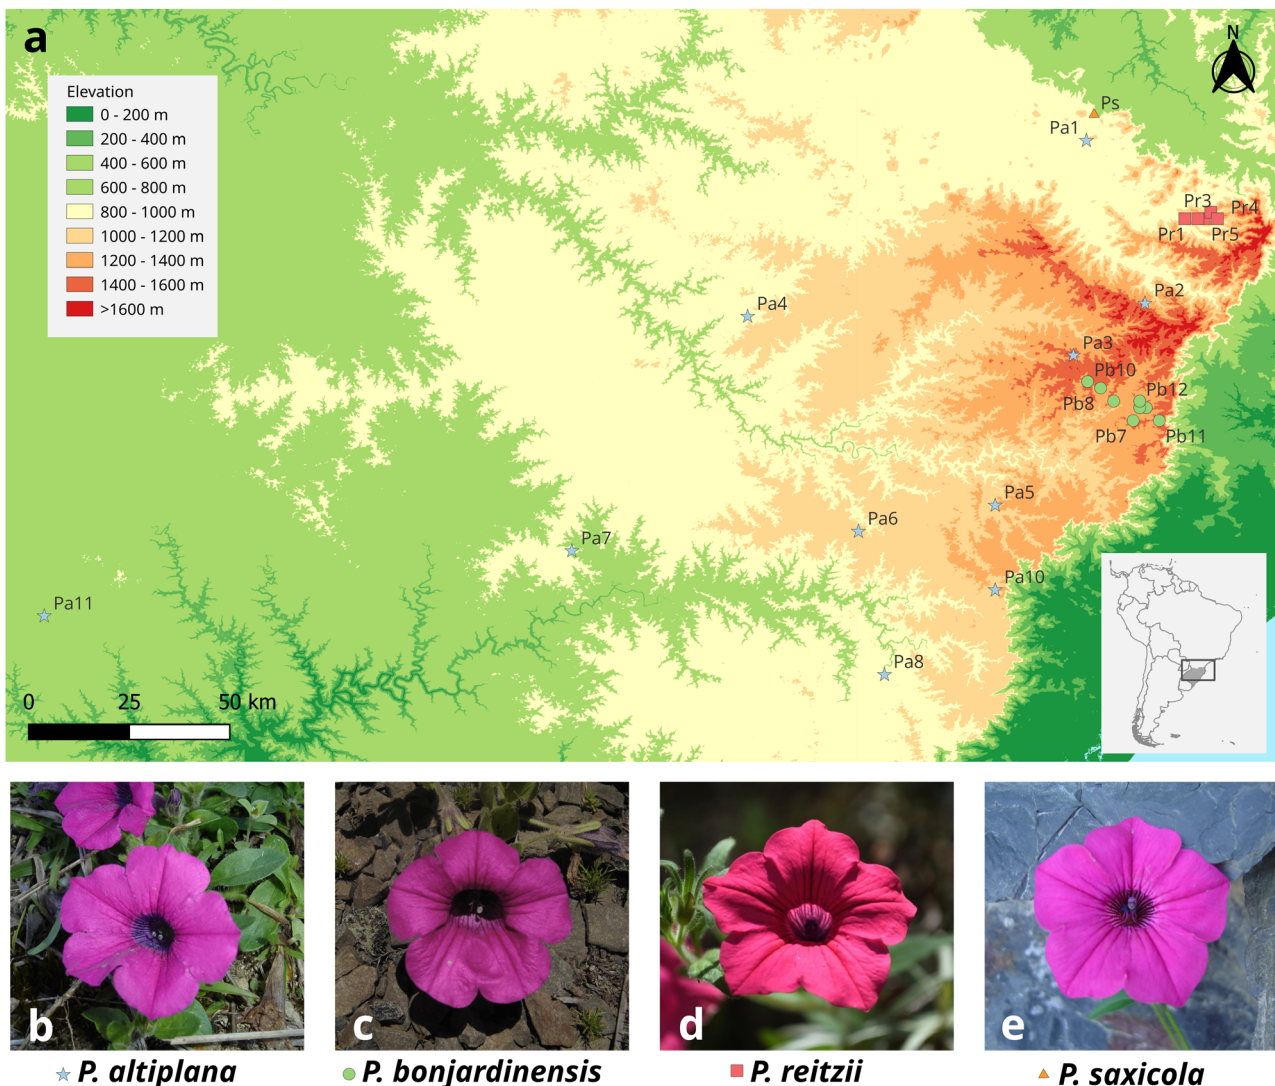 a
N
Elevation
0 - 200 m
200 - 400 m
400 - 600 m
600 - 800 m
800 - 1000 m
1000 - 1200 m
1200 - 1400 m
1400 - 1600 m
>1600 m
Ps
Pa1
Pr3
Pr4
Pr1
Pr5
Pa2
Pa4
Pa3
Pb10
Pb12
Pb8
Pb7
Pb11
Pa5
Pa6
Pa7
Pa10
Pa11
Pa8
0 25 50 km
b
c
d
e
P. altiplana
P. bonjardinensis
P. reitzii
P. saxicola